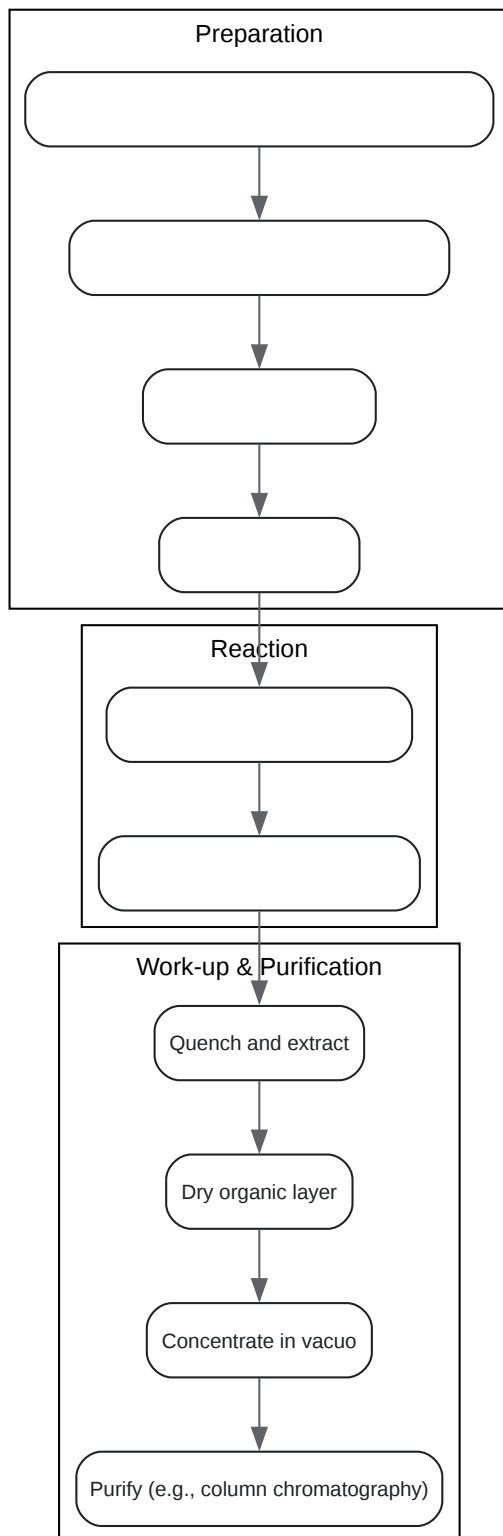 Preparation
Reaction
Work-up & Purification
Quench and extract
Dry organic layer
Concentrate in vacuo
Purify (e.g., column chromatography)